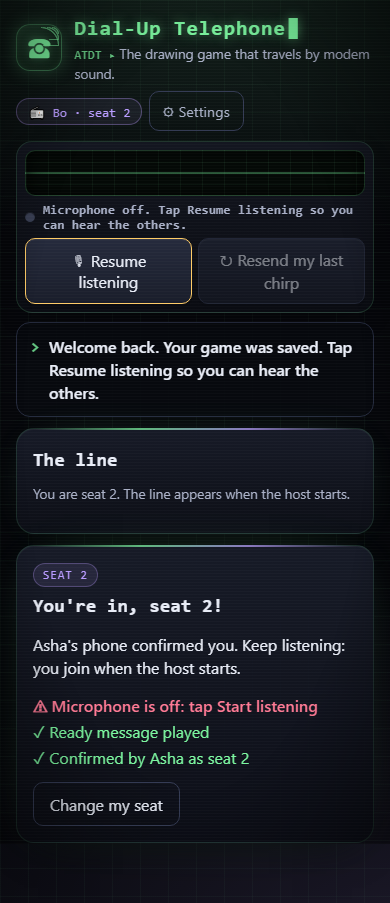 Dial-Up Telephone
ATDT ▸ The drawing game that travels by modem
sound.
📻 Bo · seat 2
⚙ Settings
Microphone off. Tap Resume listening so you
can hear the others.
🎙 Resume
listening
↻ Resend my last
chirp
> Welcome back. Your game was saved. Tap
Resume listening so you can hear the
others.
The line
You are seat 2. The line appears when the host starts.
SEAT 2
You're in, seat 2!
Asha's phone confirmed you. Keep listening:
you join when the host starts.
⚠ Microphone is off: tap Start listening
✓ Ready message played
✓ Confirmed by Asha as seat 2
Change my seat